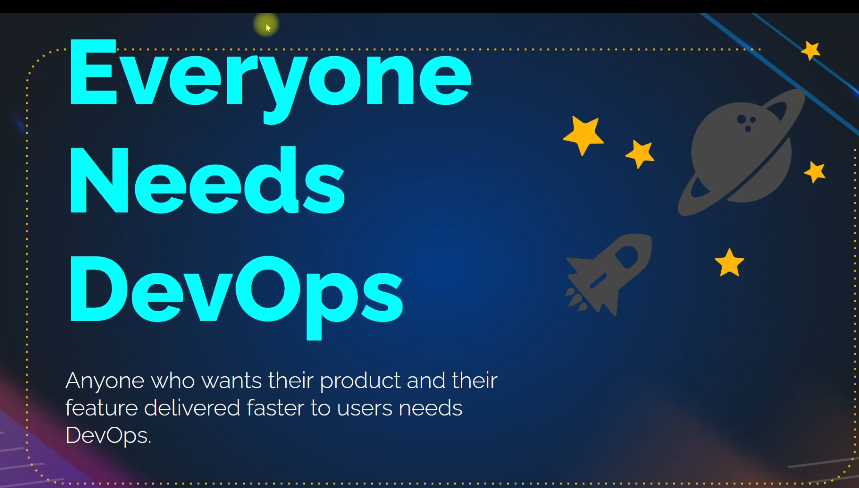 Everyone
Needs
DevOps
Anyone who wants their product and their
feature delivered faster to users needs
DevOps.